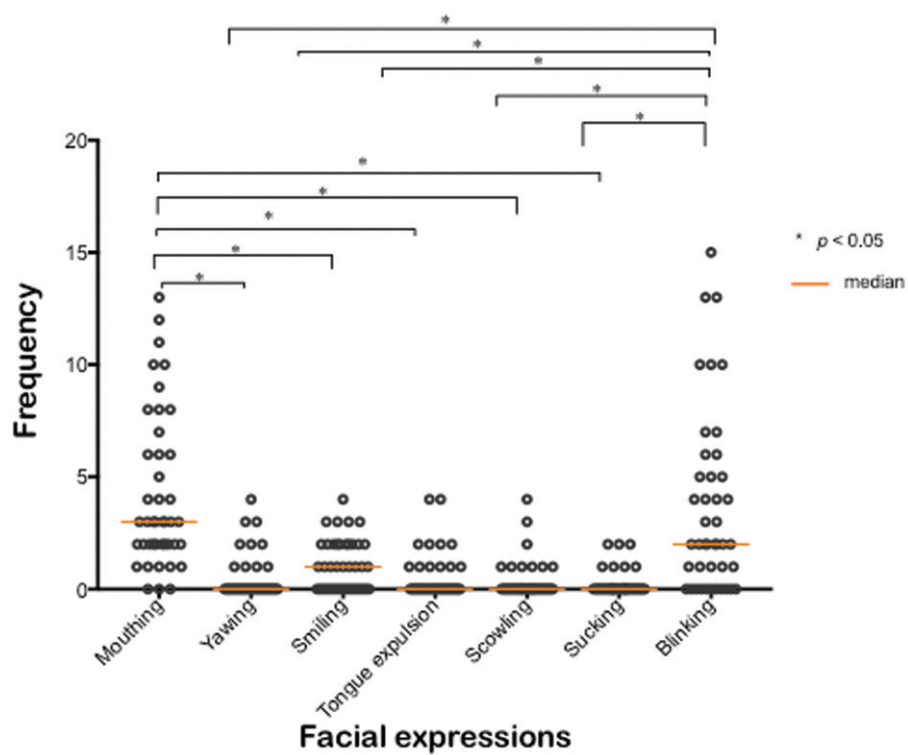 *
*
*
*
*
20
*
*
*
*
*
15
10
5
0
Frequency
* p < 0.05
median
Mouthing
Yawing
Smiling
Tongue expulsion
Scowling
Sucking
Blinking
Facial expressions